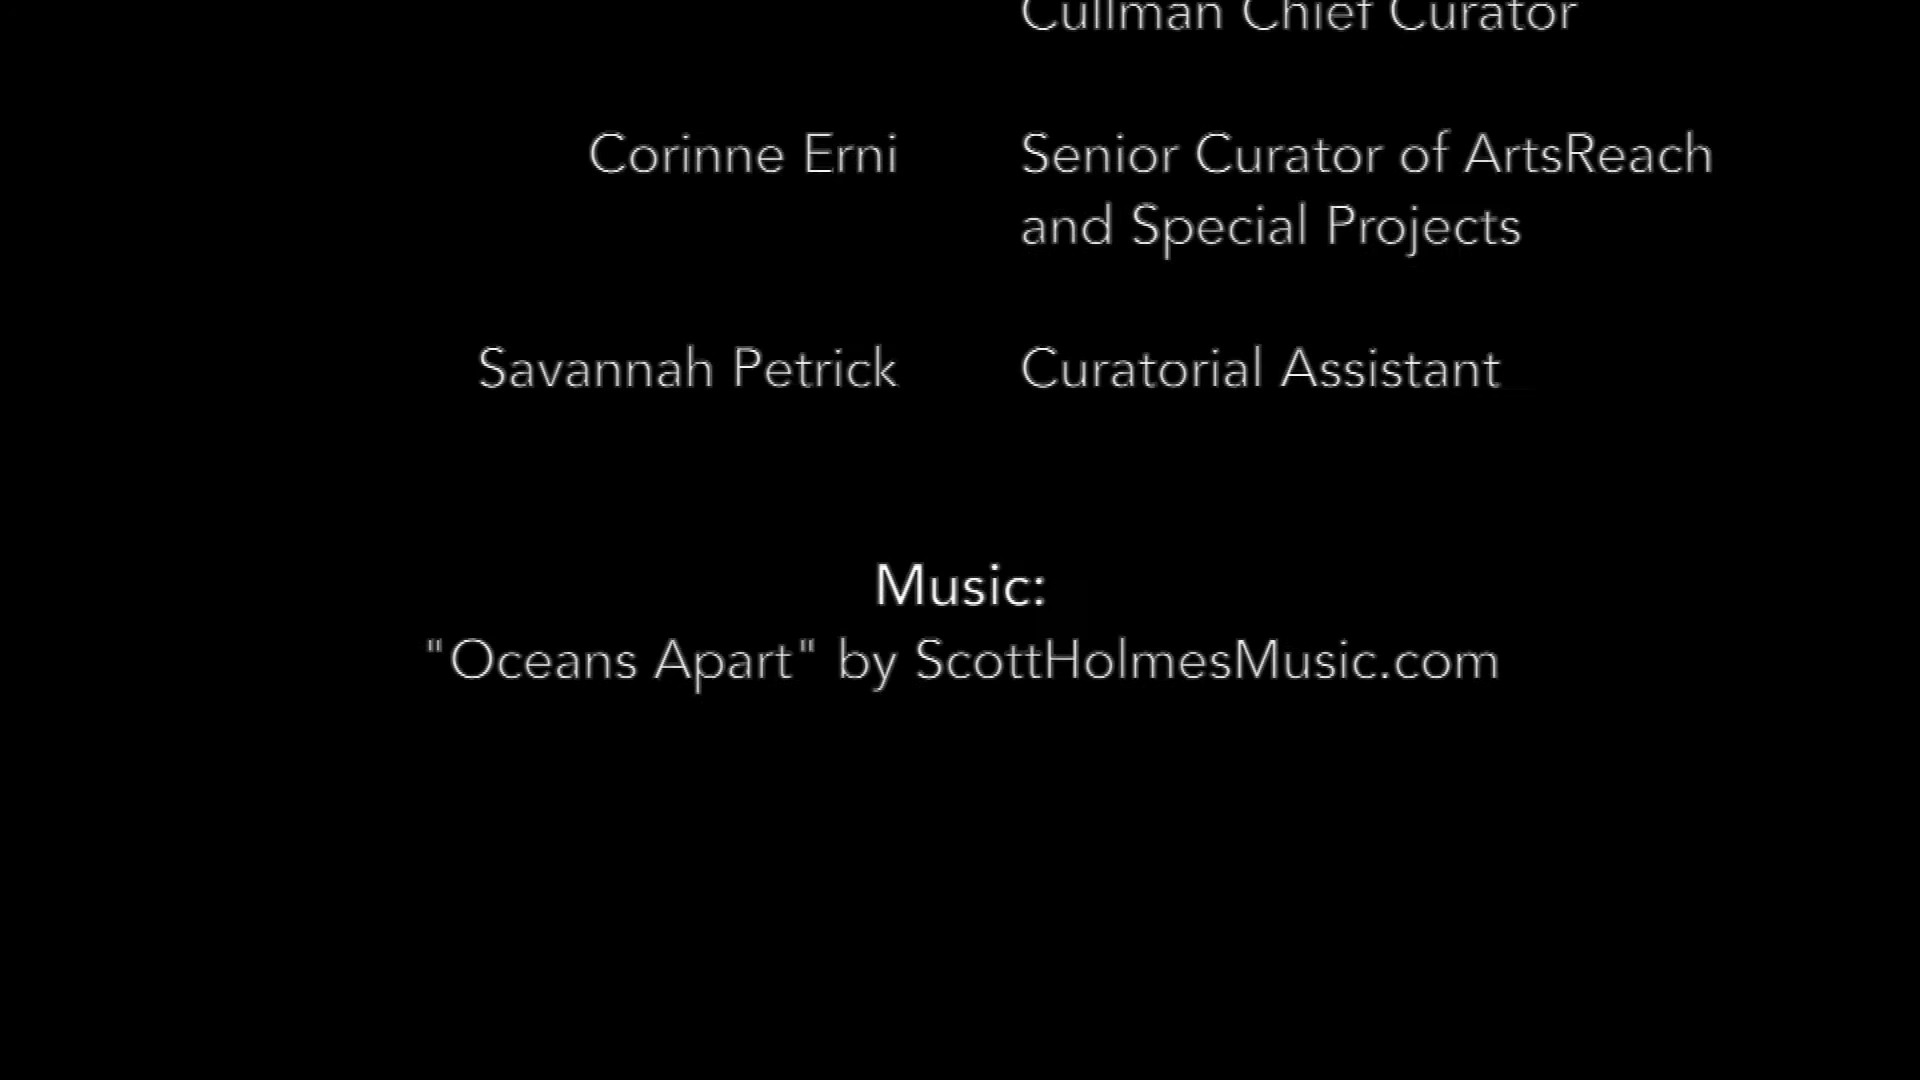 Cullman Chief Curator
Corinne Erni Senior Curator of ArtsReach
and Special Projects
Savannah Petrick Curatorial Assistant
Music:
"Oceans Apart" by ScottHolmesMusic.com